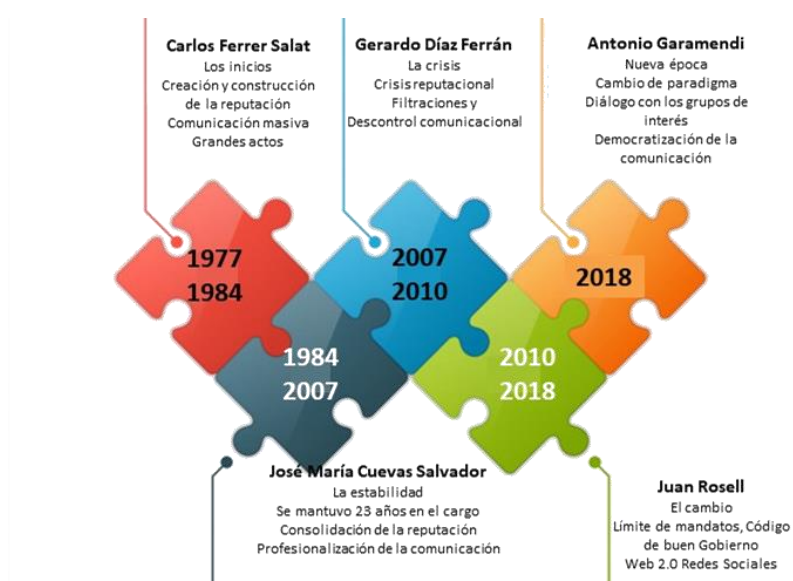 Carlos Ferrer Salat
Los inicios
Creación y construcción
de la reputación
Comunicación masiva
Grandes actos
Gerardo Díaz Ferrán
La crisis
Crisis reputacional
Filtraciones y
Descontrol comunicacional
Antonio Garamendi
Nueva época
Cambio de paradigma
Diálogo con los grupos de
interés
Democratización de la
comunicación
1977
1984
2007
2010
2018
1984
2007
2010
2018
José María Cuevas Salvador
La estabilidad
Se mantuvo 23 años en el cargo
Consolidación de la reputación
Profesionalización de la comunicación
Juan Rosell
El cambio
Límite de mandatos, Código
de buen Gobierno
Web 2.0 Redes Sociales